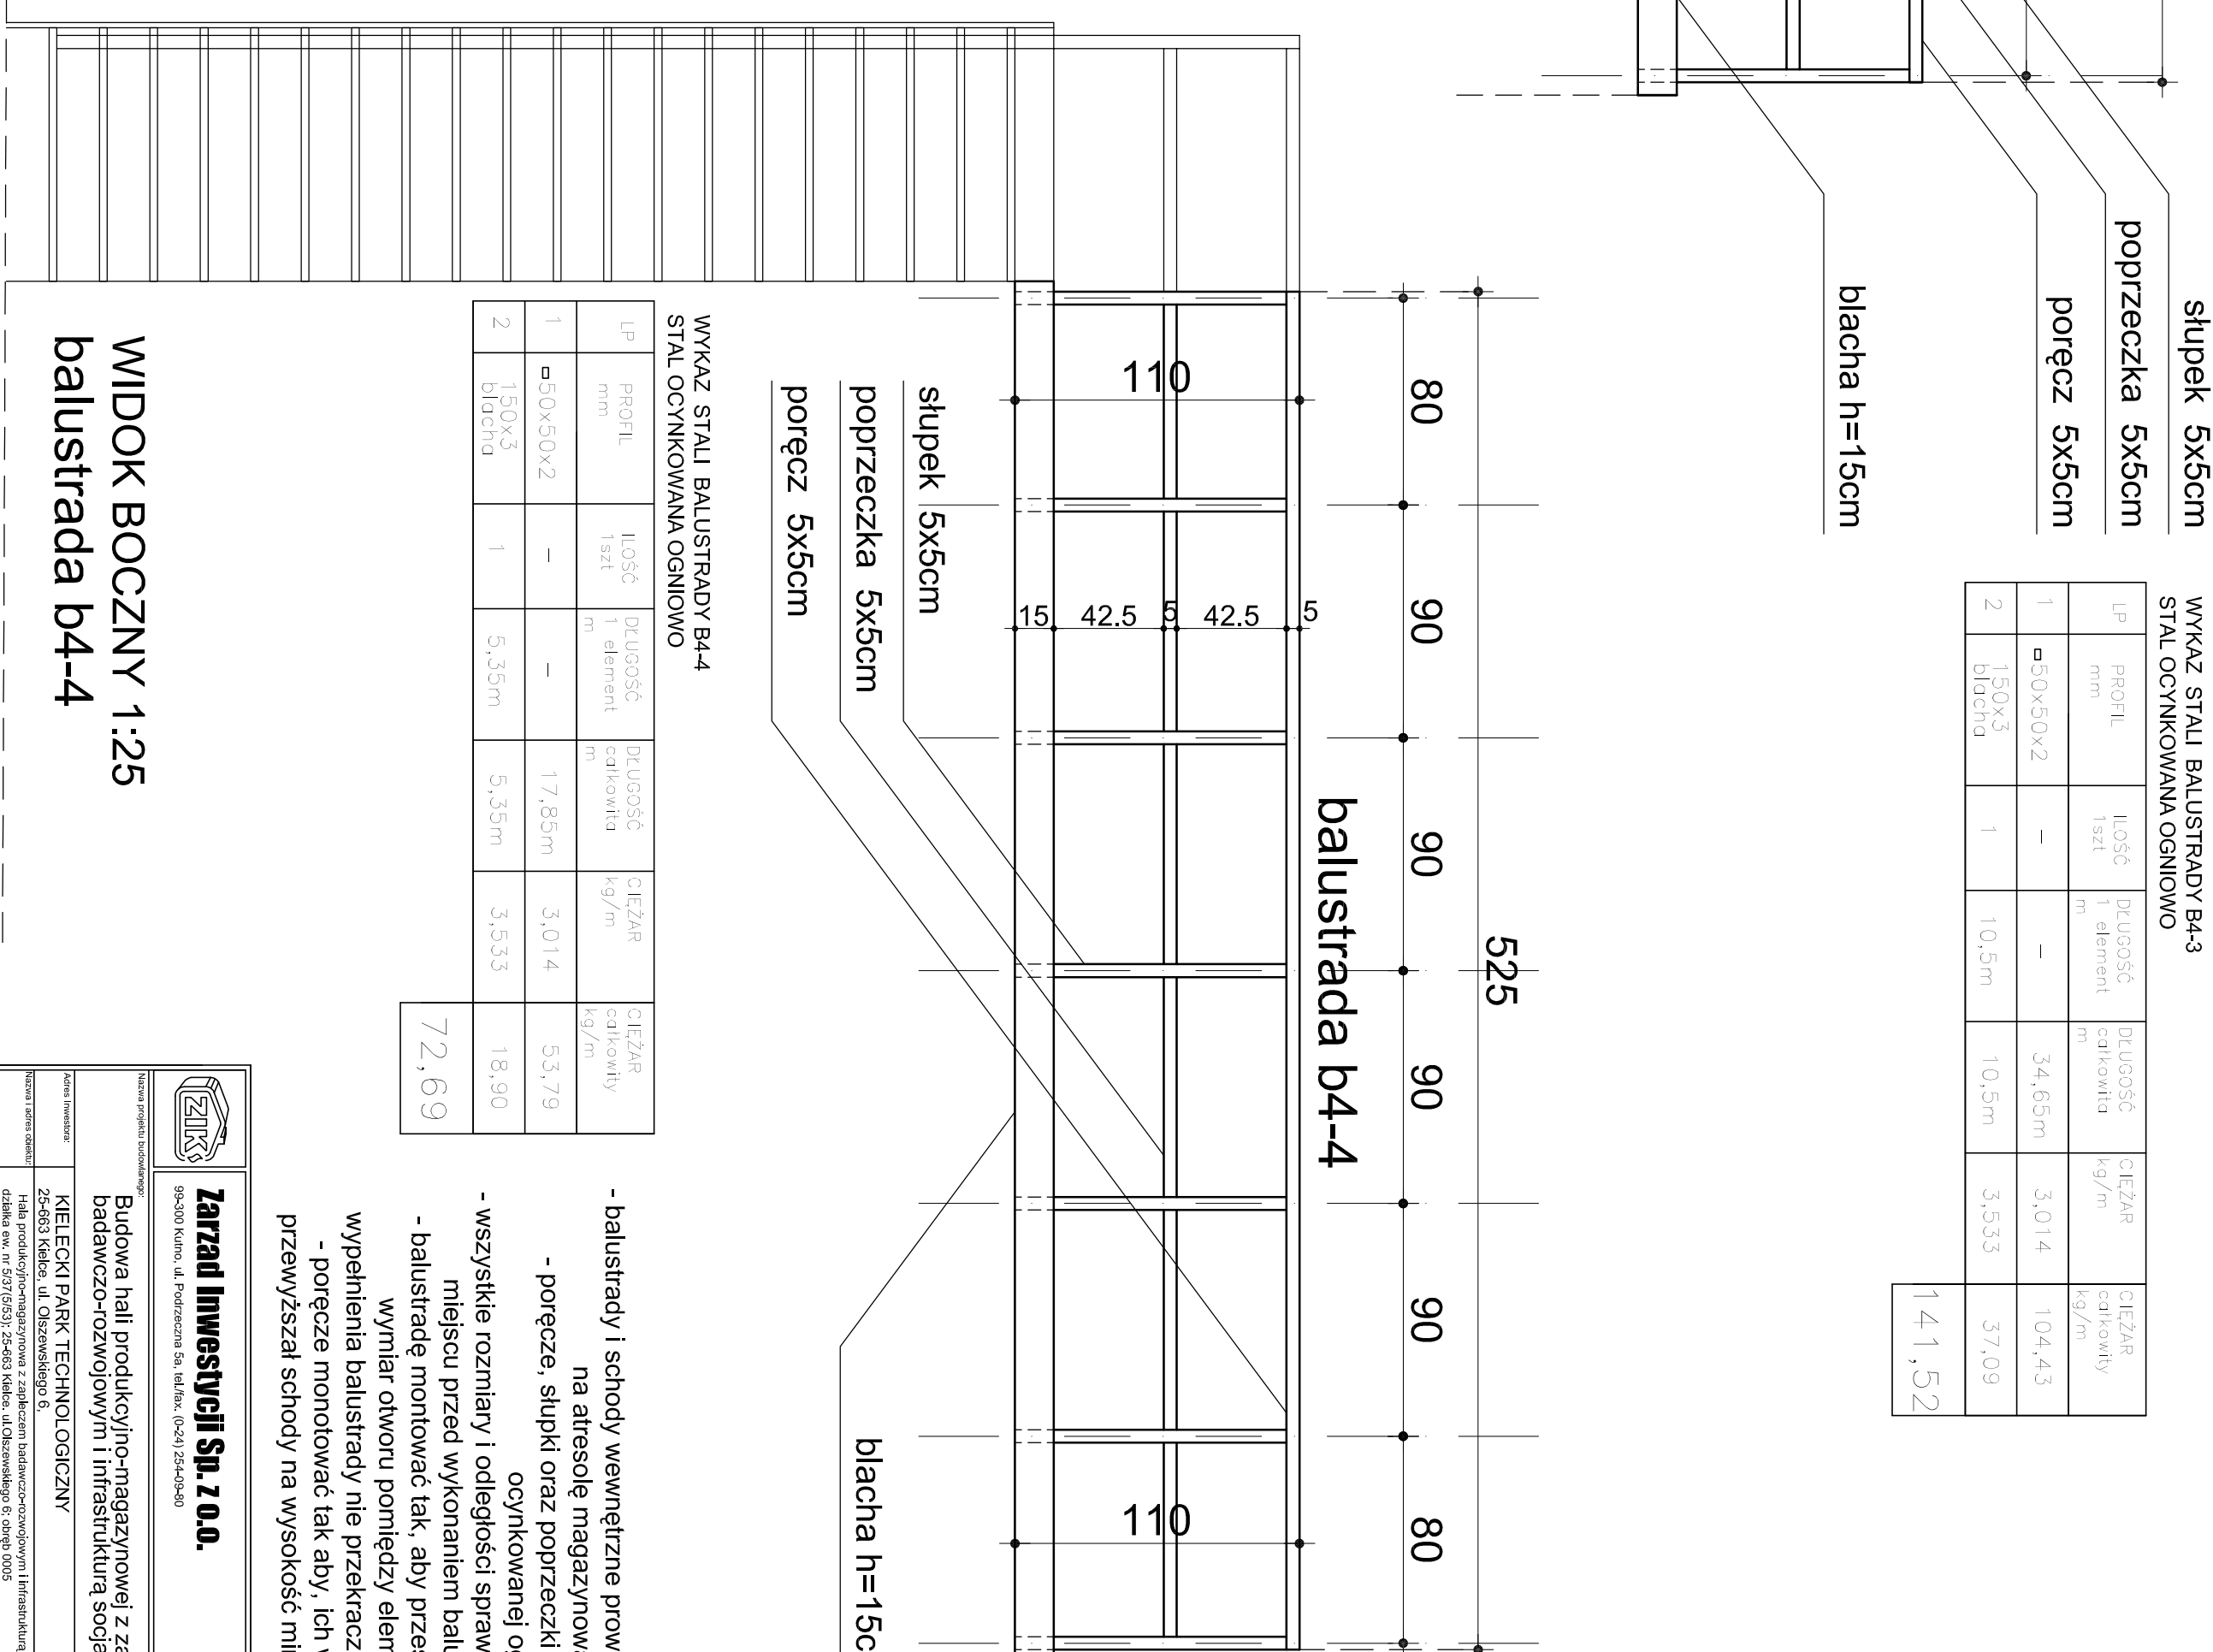 słupek 5x5cm
poprzeczka 5x5cm
poręcz 5x5cm
blacha h=15cm
WYKAZ STALI BALUSTRADY B4-3
STAL OCYNKOWANA OGNIOWO
LP PROFIL mm ILOŚĆ 1szt DŁUGOŚĆ 1 element m DŁUGOŚĆ całkowita m CIĘŻAR kg/m CIĘŻAR całkowity kg/m
1 50x50x2 – – 34,65m 3,014 104,43
2 150x3 blacha 1 10,5m 10,5m 3,533 37,09
141,52
525
80 90 90 90 90 80
balustrada b4-4
110
15 42.5 5 42.5 5
110
słupek 5x5cm
poprzeczka 5x5cm
poręcz 5x5cm
blacha h=15c
WYKAZ STALI BALUSTRADY B4-4
STAL OCYNKOWANA OGNIOWO
LP PROFIL mm ILOŚĆ 1szt DŁUGOŚĆ 1 element m DŁUGOŚĆ całkowita m CIĘŻAR kg/m CIĘŻAR całkowity kg/m
1 50x50x2 – – 17,85m 3,014 53,79
2 150x3 blacha 1 5,35m 5,35m 3,533 18,90
72,69
WIDOK BOCZNY 1:25
balustrada b4-4
- balustrady i schody wewnętrzne prow
na atresolę magazynow
- poręcze, słupki oraz poprzeczki
ocynkowanej og
- wszystkie rozmiary i odległości spraw
miejscu przed wykonaniem balu
- balustradę montować tak, aby prześ
wymiar otworu pomiędzy elem
wypełnienia balustrady nie przekracz
- poręcze monotować tak aby, ich w
przewyższał schody na wysokość mi
ZIK
Zarzad Inwestycji Sp. z o.o.
99-300 Kutno, ul. Podrzeczna 5a, tel./fax. (0-24) 254-09-80
Nazwa projektu budowlanego:
Budowa hali produkcyjno-magazynowej z za
badawczo-rozwojowym i infrastrukturą socja
Adres Inwestora:
KIELECKI PARK TECHNOLOGICZNY
25-663 Kielce, ul. Olszewskiego 6,
Nazwa i adres obiektu:
Hala produkcyjno-magazynowa z zapleczem badawczo-rozwojowym i infrastrukturą
działka ew. nr 5/37(5/53); 25-663 Kielce. ul.Olszewskiego 6; obręb 0005